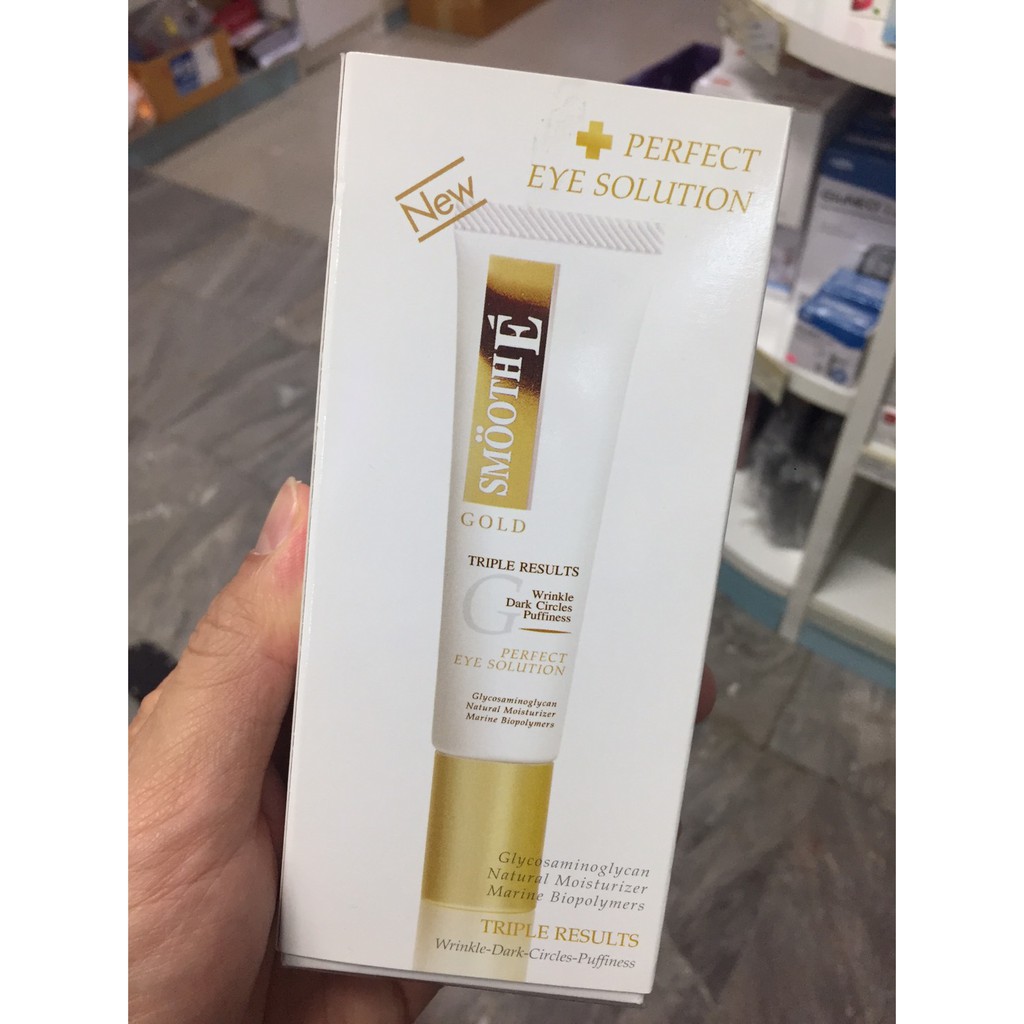 PERFECT
EYE SOLUTION
New
SMÖOTH É
GOLD
TRIPLE RESULTS
G
Wrinkle
Dark Circles
Puffiness
PERFECT
EYE SOLUTION
Glycosaminoglycan
Natural Moisturizer
Marine Biopolymers
Glycosaminoglycan
Natural Moisturizer
Marine Biopolymers
TRIPLE RESULTS
Wrinkle-Dark-Circles-Puffiness